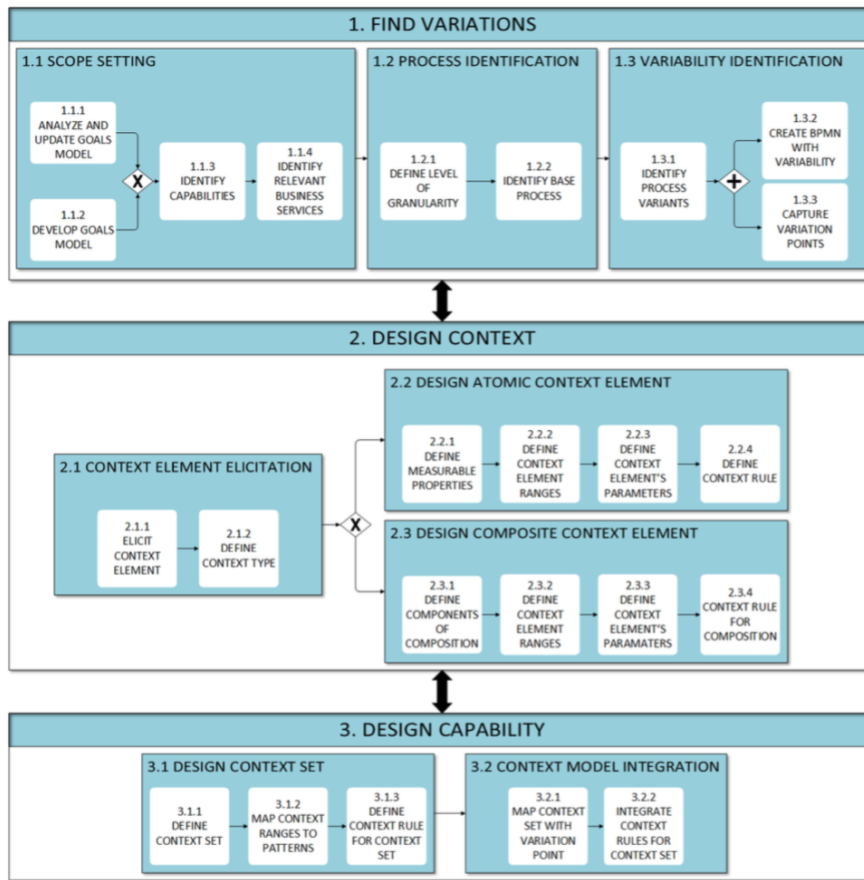 1. FIND VARIATIONS
1.1 SCOPE SETTING
1.1.1
ANALYZE AND
UPDATE GOALS
MODEL
1.1.2
DEVELOP GOALS
MODEL
X
1.1.3
IDENTIFY
CAPABILITIES
1.1.4
IDENTIFY
RELEVANT
BUSINESS
SERVICES
1.2 PROCESS IDENTIFICATION
1.2.1
DEFINE LEVEL
OF
GRANULARITY
1.2.2
IDENTIFY BASE
PROCESS
1.3 VARIABILITY IDENTIFICATION
1.3.1
IDENTIFY
PROCESS
VARIANTS
1.3.2
CREATE BPMN
WITH
VARIABILITY
1.3.3
CAPTURE
VARIATION
POINTS
2. DESIGN CONTEXT
2.1 CONTEXT ELEMENT ELICITATION
2.1.1
ELICIT
CONTEXT
ELEMENT
2.1.2
DEFINE
CONTEXT TYPE
X
2.2 DESIGN ATOMIC CONTEXT ELEMENT
2.2.1
DEFINE
MEASURABLE
PROPERTIES
2.2.2
DEFINE
CONTEXT
ELEMENT
RANGES
2.2.3
DEFINE
CONTEXT
ELEMENT'S
PARAMETERS
2.2.4
DEFINE
CONTEXT RULE
2.3 DESIGN COMPOSITE CONTEXT ELEMENT
2.3.1
DEFINE
COMPONENTS
OF
COMPOSITION
2.3.2
DEFINE
CONTEXT
ELEMENT
RANGES
2.3.3
DEFINE
CONTEXT
ELEMENT'S
PARAMATERS
2.3.4
CONTEXT RULE
FOR
COMPOSITION
3. DESIGN CAPABILITY
3.1 DESIGN CONTEXT SET
3.1.1
DEFINE
CONTEXT SET
3.1.2
MAP CONTEXT
RANGES TO
PATTERNS
3.1.3
DEFINE
CONTEXT RULE
FOR CONTEXT
SET
3.2 CONTEXT MODEL INTEGRATION
3.2.1
MAP CONTEXT
SET WITH
VARIATION
POINT
3.2.2
INTEGRATE
CONTEXT
RULES FOR
CONTEXT SET